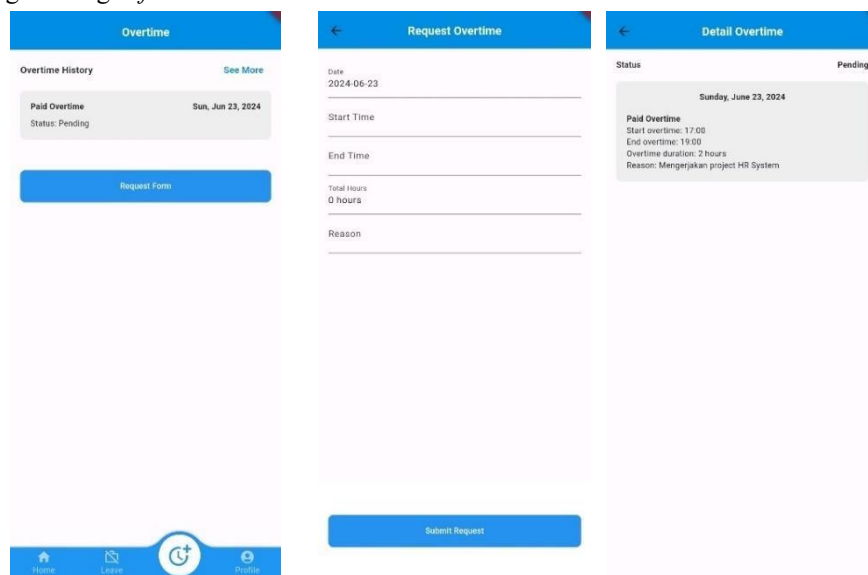 Overtime
Overtime History
See More
Paid Overtime
Sun, Jun 23, 2024
Status: Pending
Request Form
Home
Leave
Profile
Request Overtime
Date
2024-06-23
Start Time
End Time
Total Hours
0 hours
Reason
Submit Request
Detail Overtime
Status
Pending
Sunday, June 23, 2024
Paid Overtime
Start overtime: 17:00
End overtime: 19:00
Overtime duration: 2 hours
Reason: Mengerjakan project HR System